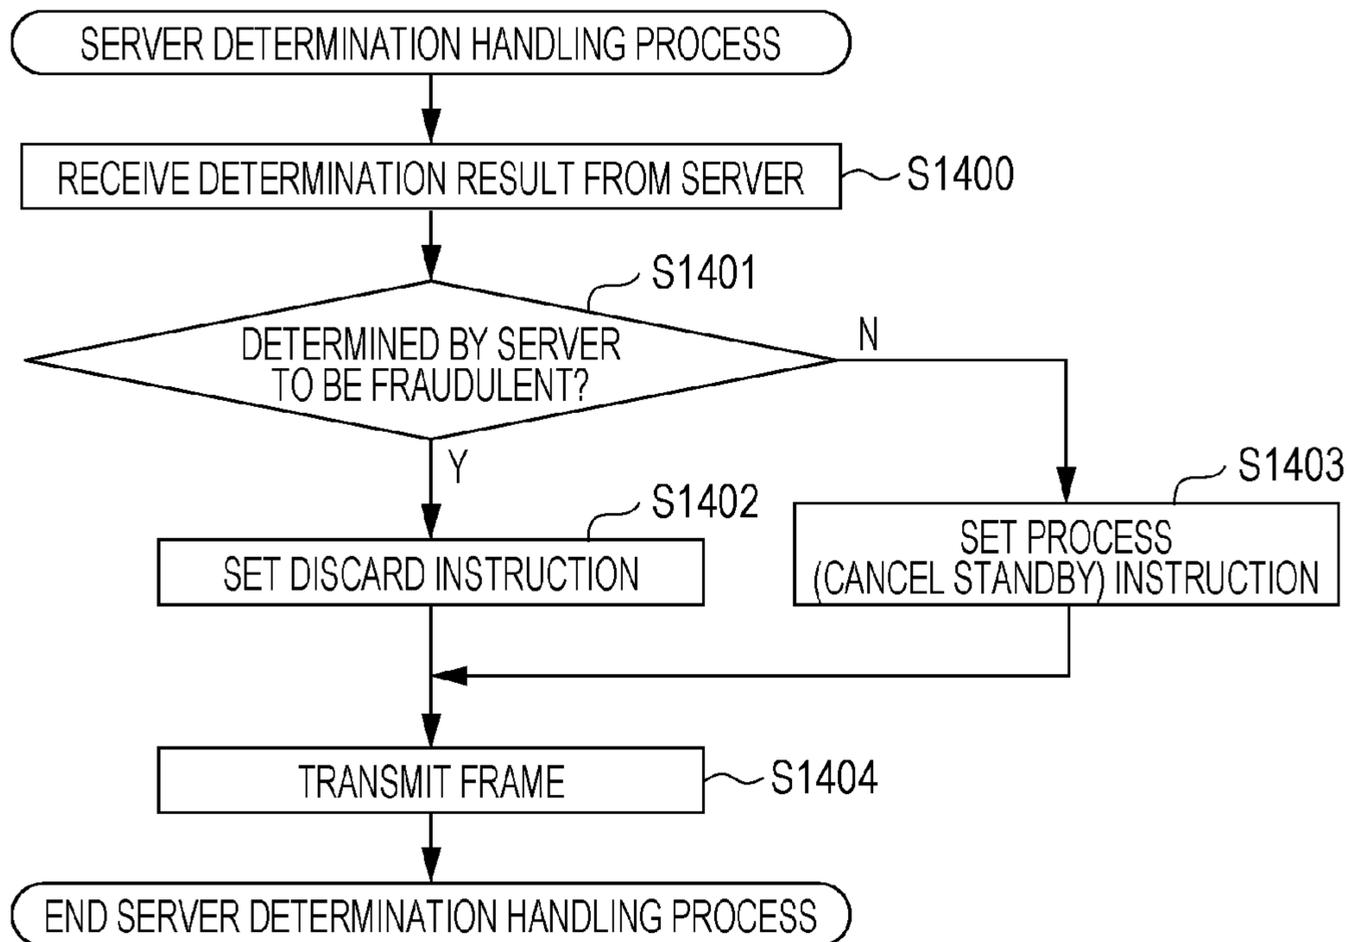 SERVER DETERMINATION HANDLING PROCESS
RECEIVE DETERMINATION RESULT FROM SERVER
S1400
S1401
DETERMINED BY SERVER
TO BE FRAUDULENT?
N
Y
S1402
SET DISCARD INSTRUCTION
S1403
SET PROCESS
(CANCEL STANDBY) INSTRUCTION
TRANSMIT FRAME
S1404
END SERVER DETERMINATION HANDLING PROCESS